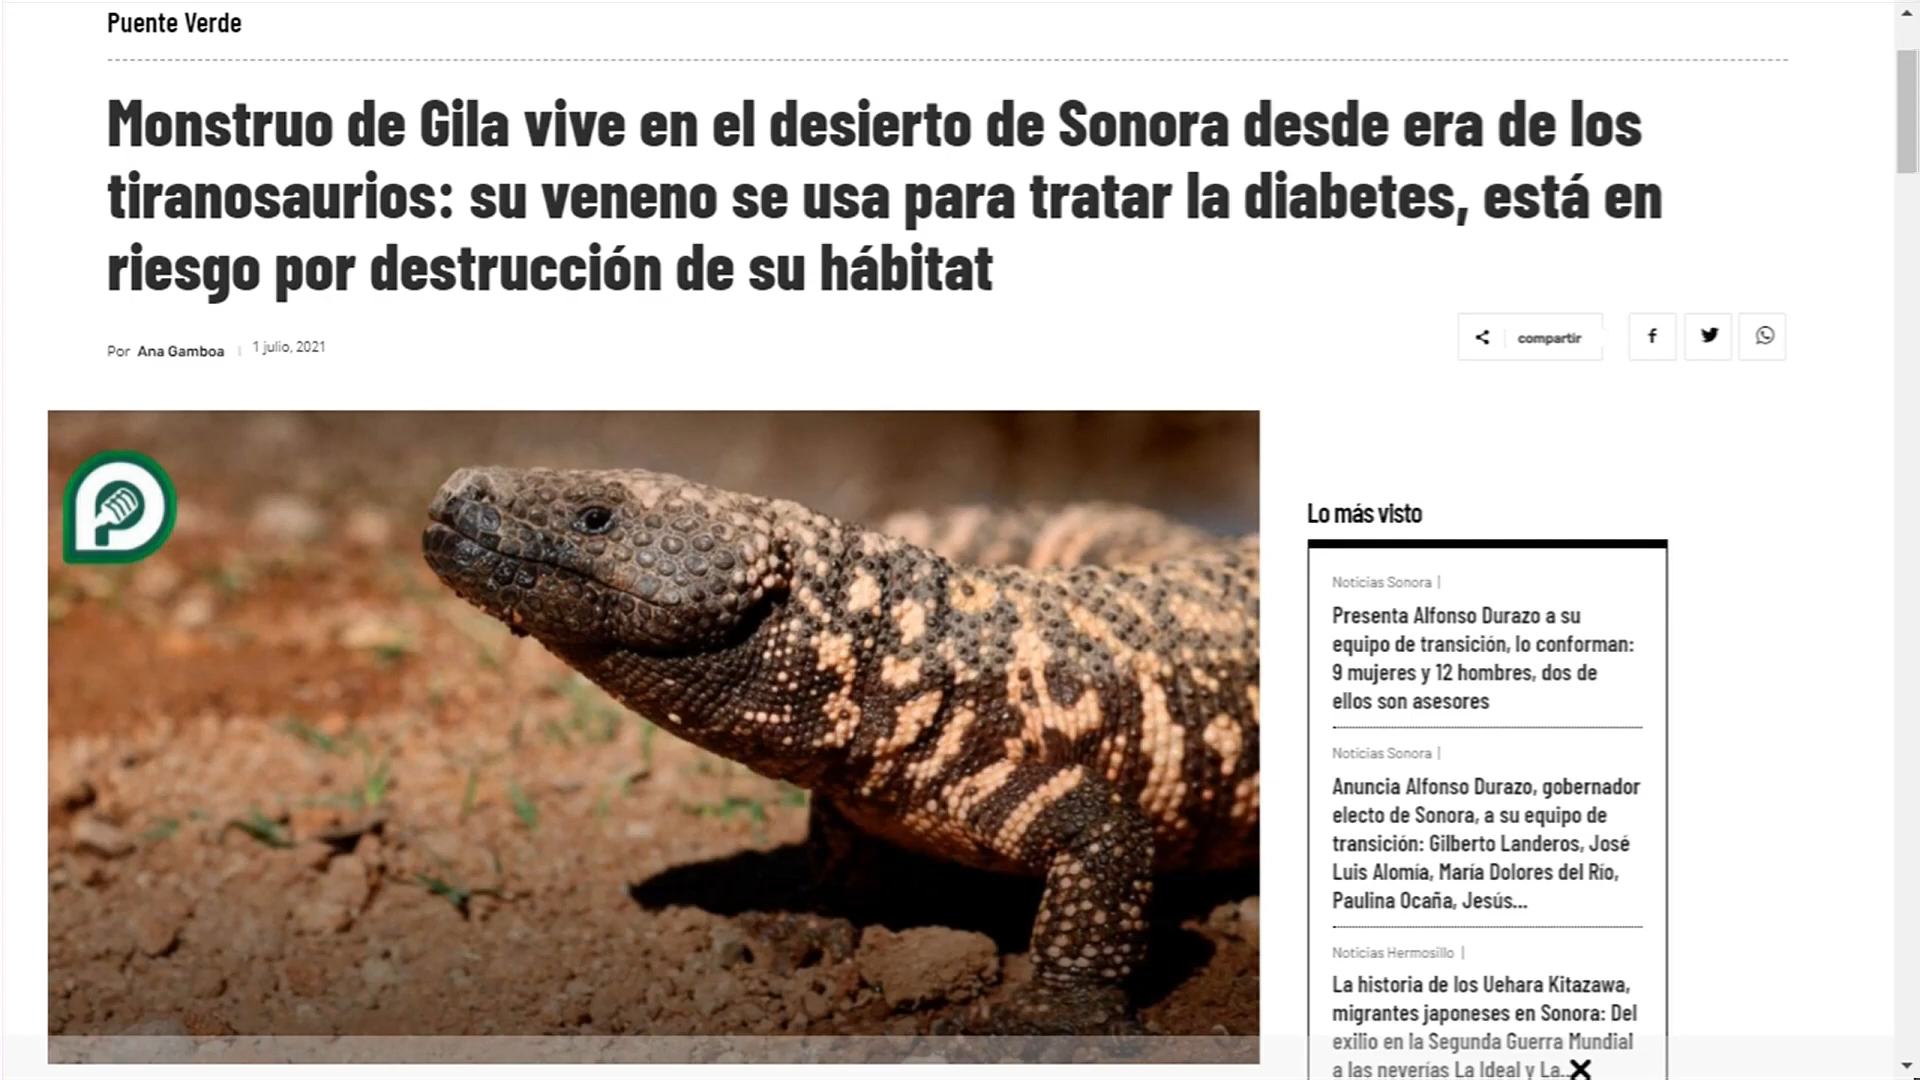 Puente Verde
Monstruo de Gila vive en el desierto de Sonora desde era de los
tiranosaurios: su veneno se usa para tratar la diabetes, está en
riesgo por destrucción de su hábitat
Por Ana Gamboa | 1 julio, 2021
compartir
Lo más visto
Noticias Sonora |
Presenta Alfonso Durazo a su
equipo de transición, lo conforman:
9 mujeres y 12 hombres, dos de
ellos son asesores
Noticias Sonora |
Anuncia Alfonso Durazo, gobernador
electo de Sonora, a su equipo de
transición: Gilberto Landeros, José
Luis Alomía, María Dolores del Río,
Paulina Ocaña, Jesús...
Noticias Hermosillo |
La historia de los Uehara Kitazawa,
migrantes japoneses en Sonora: Del
exilio en la Segunda Guerra Mundial
a las neverías La Ideal y La...